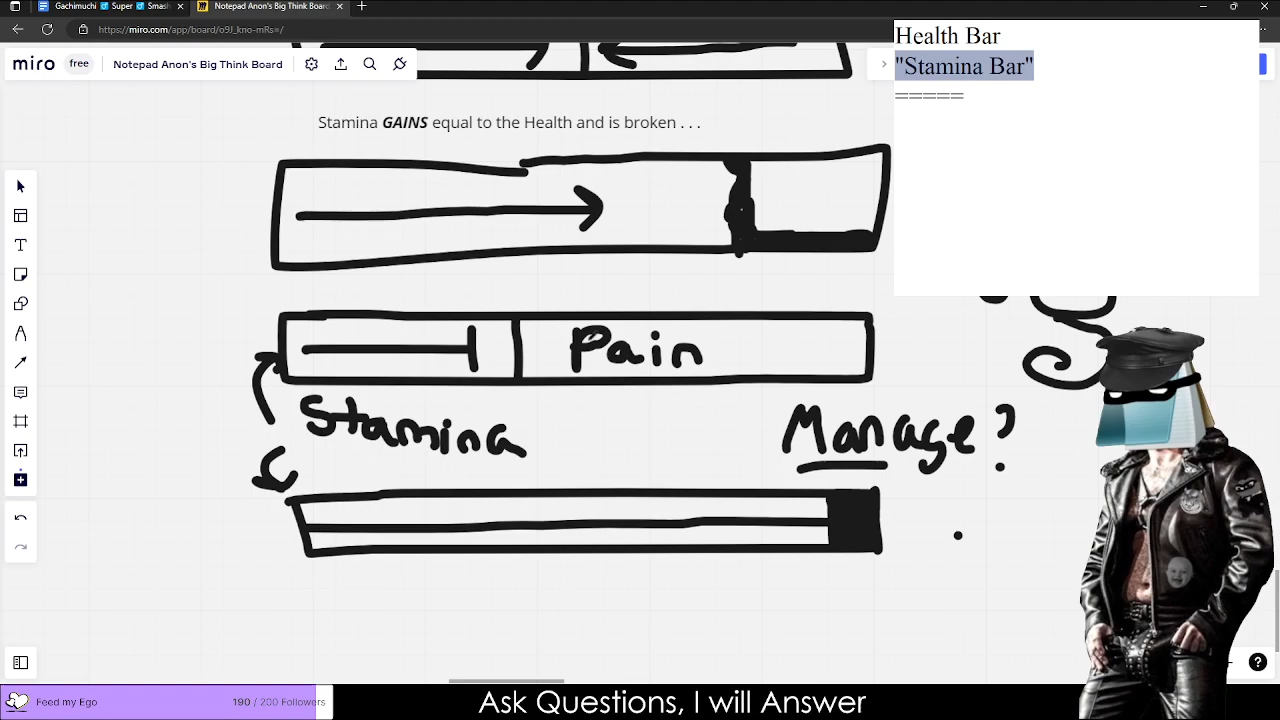 Gachimuchi
Super
Smash
Notepad Anon's Big T
https://miro.com/app/board/o9J_kno-mRs=/
miro free Notepad Anon's Big Think Board
Health Bar
"Stamina Bar"
=====
Stamina GAINS equal to the Health and is broken . . .
Pain
Stamina
Manage?
Feed my Ego 190 / 200 Followers
Ask Questions, I will Answer